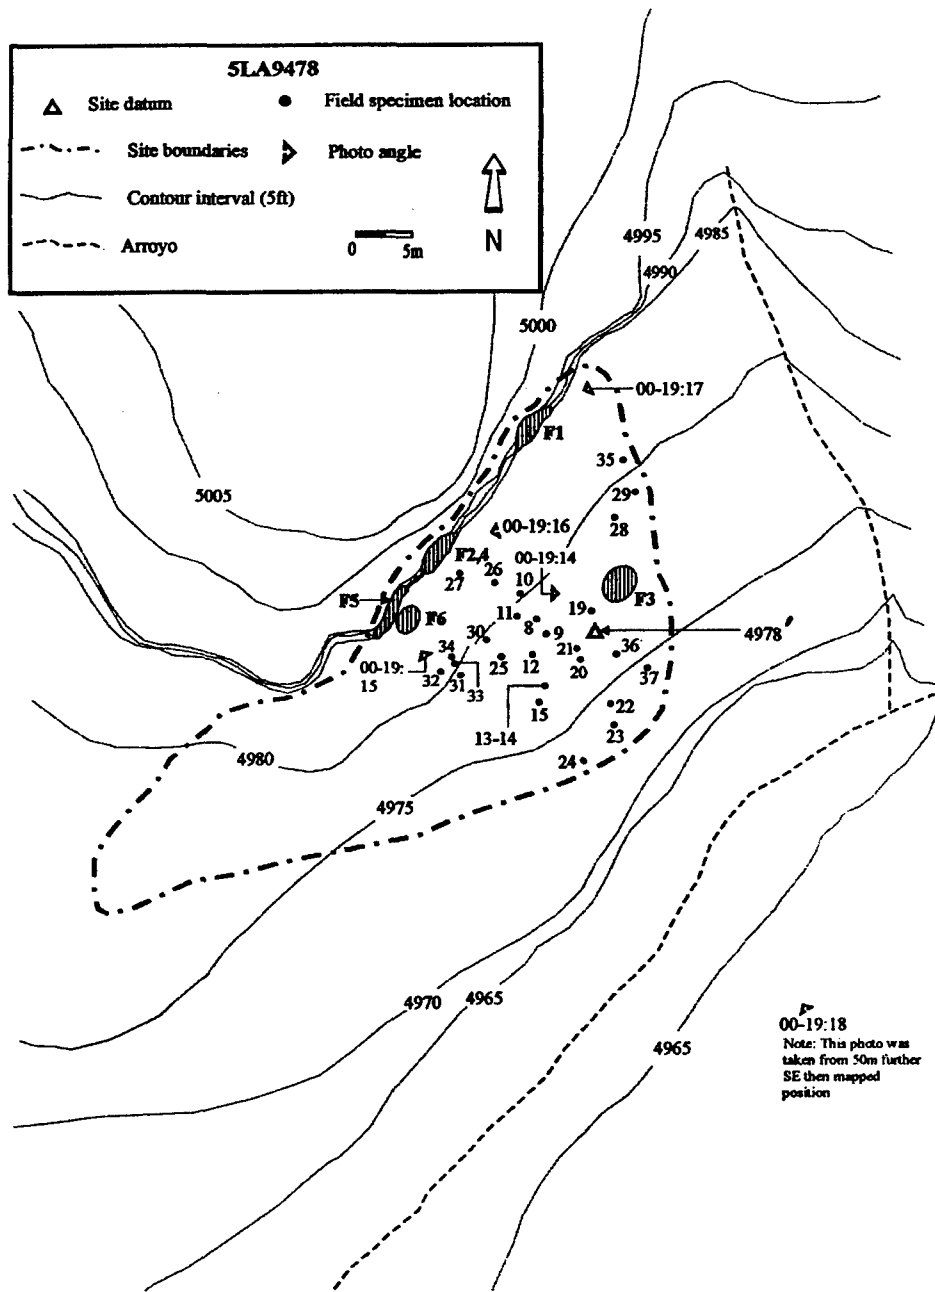 5LA9478
Site datum
Field specimen location
Site boundaries
Photo angle
Contour interval (5ft)
Arroyo
0 5m
N
4995
4985
4990
5000
00-19:17
F1
35
5005
29
00-19:16
28
00-19:14
F2,4
26
27
10
F5
F3
19
F6
11
8
4978'
30
9
34
21
36
00-19:
15
25
12
20
32
31
33
37
13-14
15
22
23
4980
24
4975
4970
4965
4965
00-19:18
Note: This photo was
taken from 50m further
SE then mapped
position